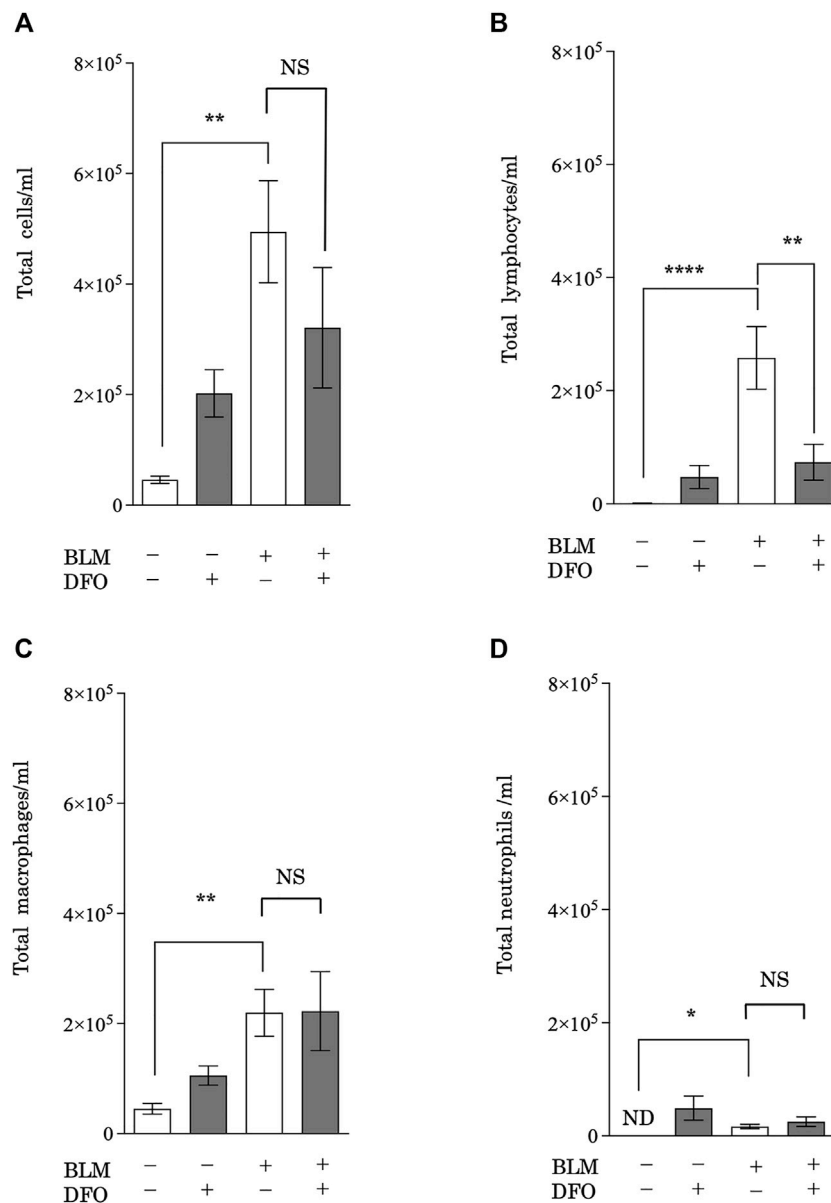 A
Total cells/ml
8×10⁵
6×10⁵
4×10⁵
2×10⁵
0
**
NS
BLM − − + +
DFO − + − +
B
Total lymphocytes/ml
8×10⁵
6×10⁵
4×10⁵
2×10⁵
0
****
**
BLM − − + +
DFO − + − +
C
Total macrophages/ml
8×10⁵
6×10⁵
4×10⁵
2×10⁵
0
**
NS
BLM − − + +
DFO − + − +
D
Total neutrophils/ml
8×10⁵
6×10⁵
4×10⁵
2×10⁵
0
*
NS
ND
BLM − − + +
DFO − + − +